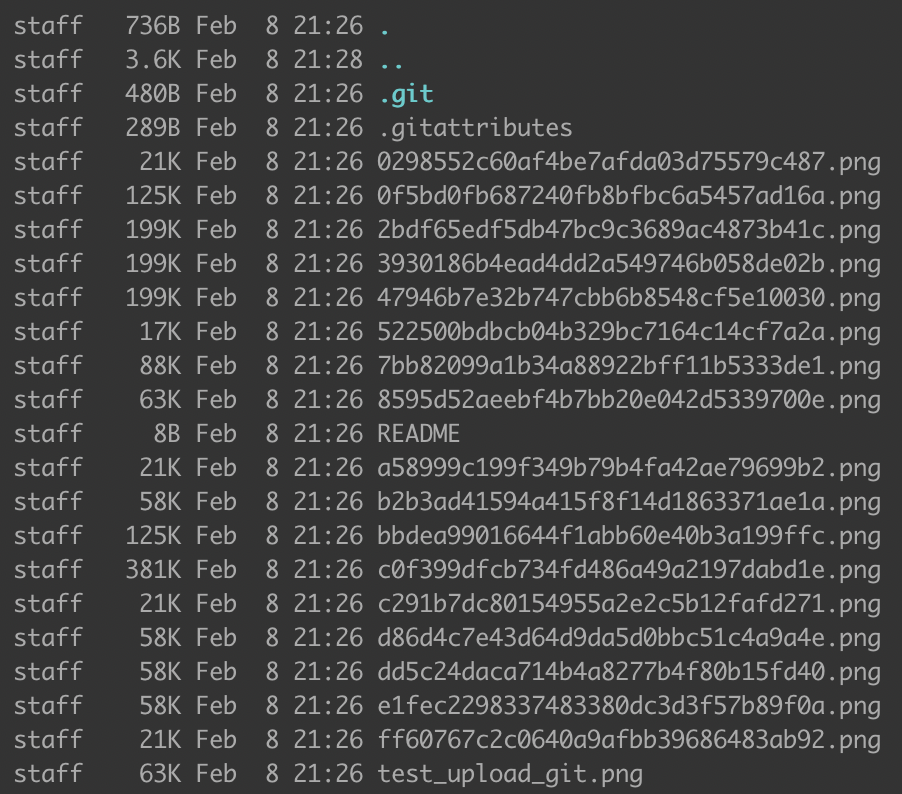 staff   736B Feb  8 21:26 .
staff   3.6K Feb  8 21:28 ..
staff   480B Feb  8 21:26 .git
staff   289B Feb  8 21:26 .gitattributes
staff    21K Feb  8 21:26 0298552c60af4be7afda03d75579c487.png
staff   125K Feb  8 21:26 0f5bd0fb687240fb8bfbc6a5457ad16a.png
staff   199K Feb  8 21:26 2bdf65edf5db47bc9c3689ac4873b41c.png
staff   199K Feb  8 21:26 3930186b4ead4dd2a549746b058de02b.png
staff   199K Feb  8 21:26 47946b7e32b747cbb6b8548cf5e10030.png
staff    17K Feb  8 21:26 522500bdbcb04b329bc7164c14cf7a2a.png
staff    88K Feb  8 21:26 7bb82099a1b34a88922bff11b5333de1.png
staff    63K Feb  8 21:26 8595d52aeebf4b7bb20e042d5339700e.png
staff     8B Feb  8 21:26 README
staff    21K Feb  8 21:26 a58999c199f349b79b4fa42ae79699b2.png
staff    58K Feb  8 21:26 b2b3ad41594a415f8f14d1863371ae1a.png
staff   125K Feb  8 21:26 bbdea99016644f1abb60e40b3a199ffc.png
staff   381K Feb  8 21:26 c0f399dfcb734fd486a49a2197dabd1e.png
staff    21K Feb  8 21:26 c291b7dc80154955a2e2c5b12fafd271.png
staff    58K Feb  8 21:26 d86d4c7e43d64d9da5d0bbc51c4a9a4e.png
staff    58K Feb  8 21:26 dd5c24daca714b4a8277b4f80b15fd40.png
staff    58K Feb  8 21:26 e1fec2298337483380dc3d3f57b89f0a.png
staff    21K Feb  8 21:26 ff60767c2c0640a9afbb39686483ab92.png
staff    63K Feb  8 21:26 test_upload_git.png